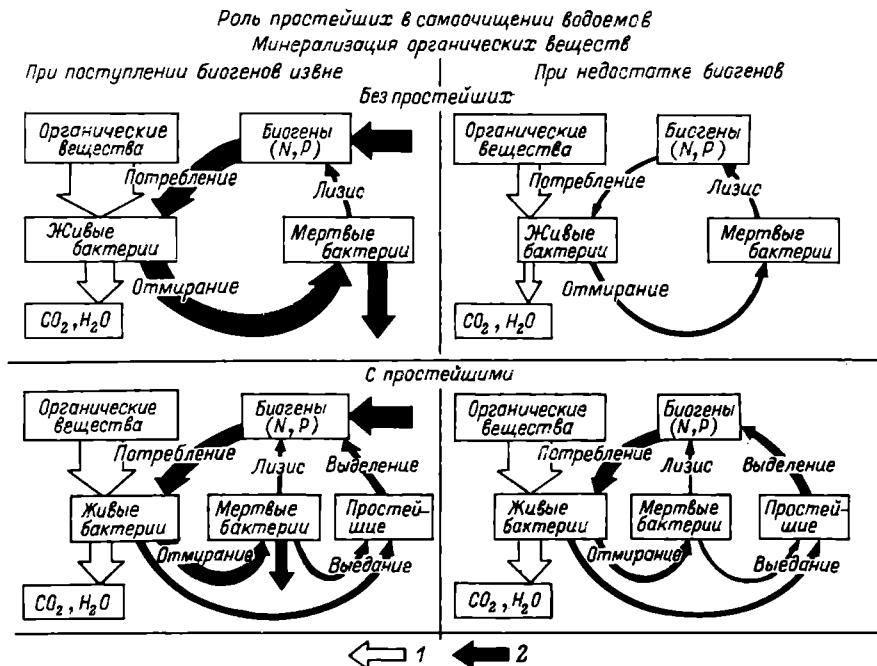 Роль простейших в самоочищении водоемов
Минерализация органических веществ
При поступлении биогенов извне
При недостатке биогенов
Без простейших
Органические
вещества
Биогены
(N,P)
Потребление
Лизис
Живые
бактерии
Мертвые
бактерии
Отмирание
CO₂, H₂O
Органические
вещества
Биогены
(N,P)
Потребление
Лизис
Живые
бактерии
Мертвые
бактерии
Отмирание
CO₂, H₂O
С простейшими
Органические
вещества
Биогены
(N,P)
Потребление
Лизис
Выделение
Живые
бактерии
Мертвые
бактерии
Простей-
шие
Отмирание
Выедание
CO₂, H₂O
Органические
вещества
Биогены
(N,P)
Потребление
Лизис
Выделение
Живые
бактерии
Мертвые
бактерии
Простей-
шие
Отмирание
Выедание
CO₂, H₂O
1
2